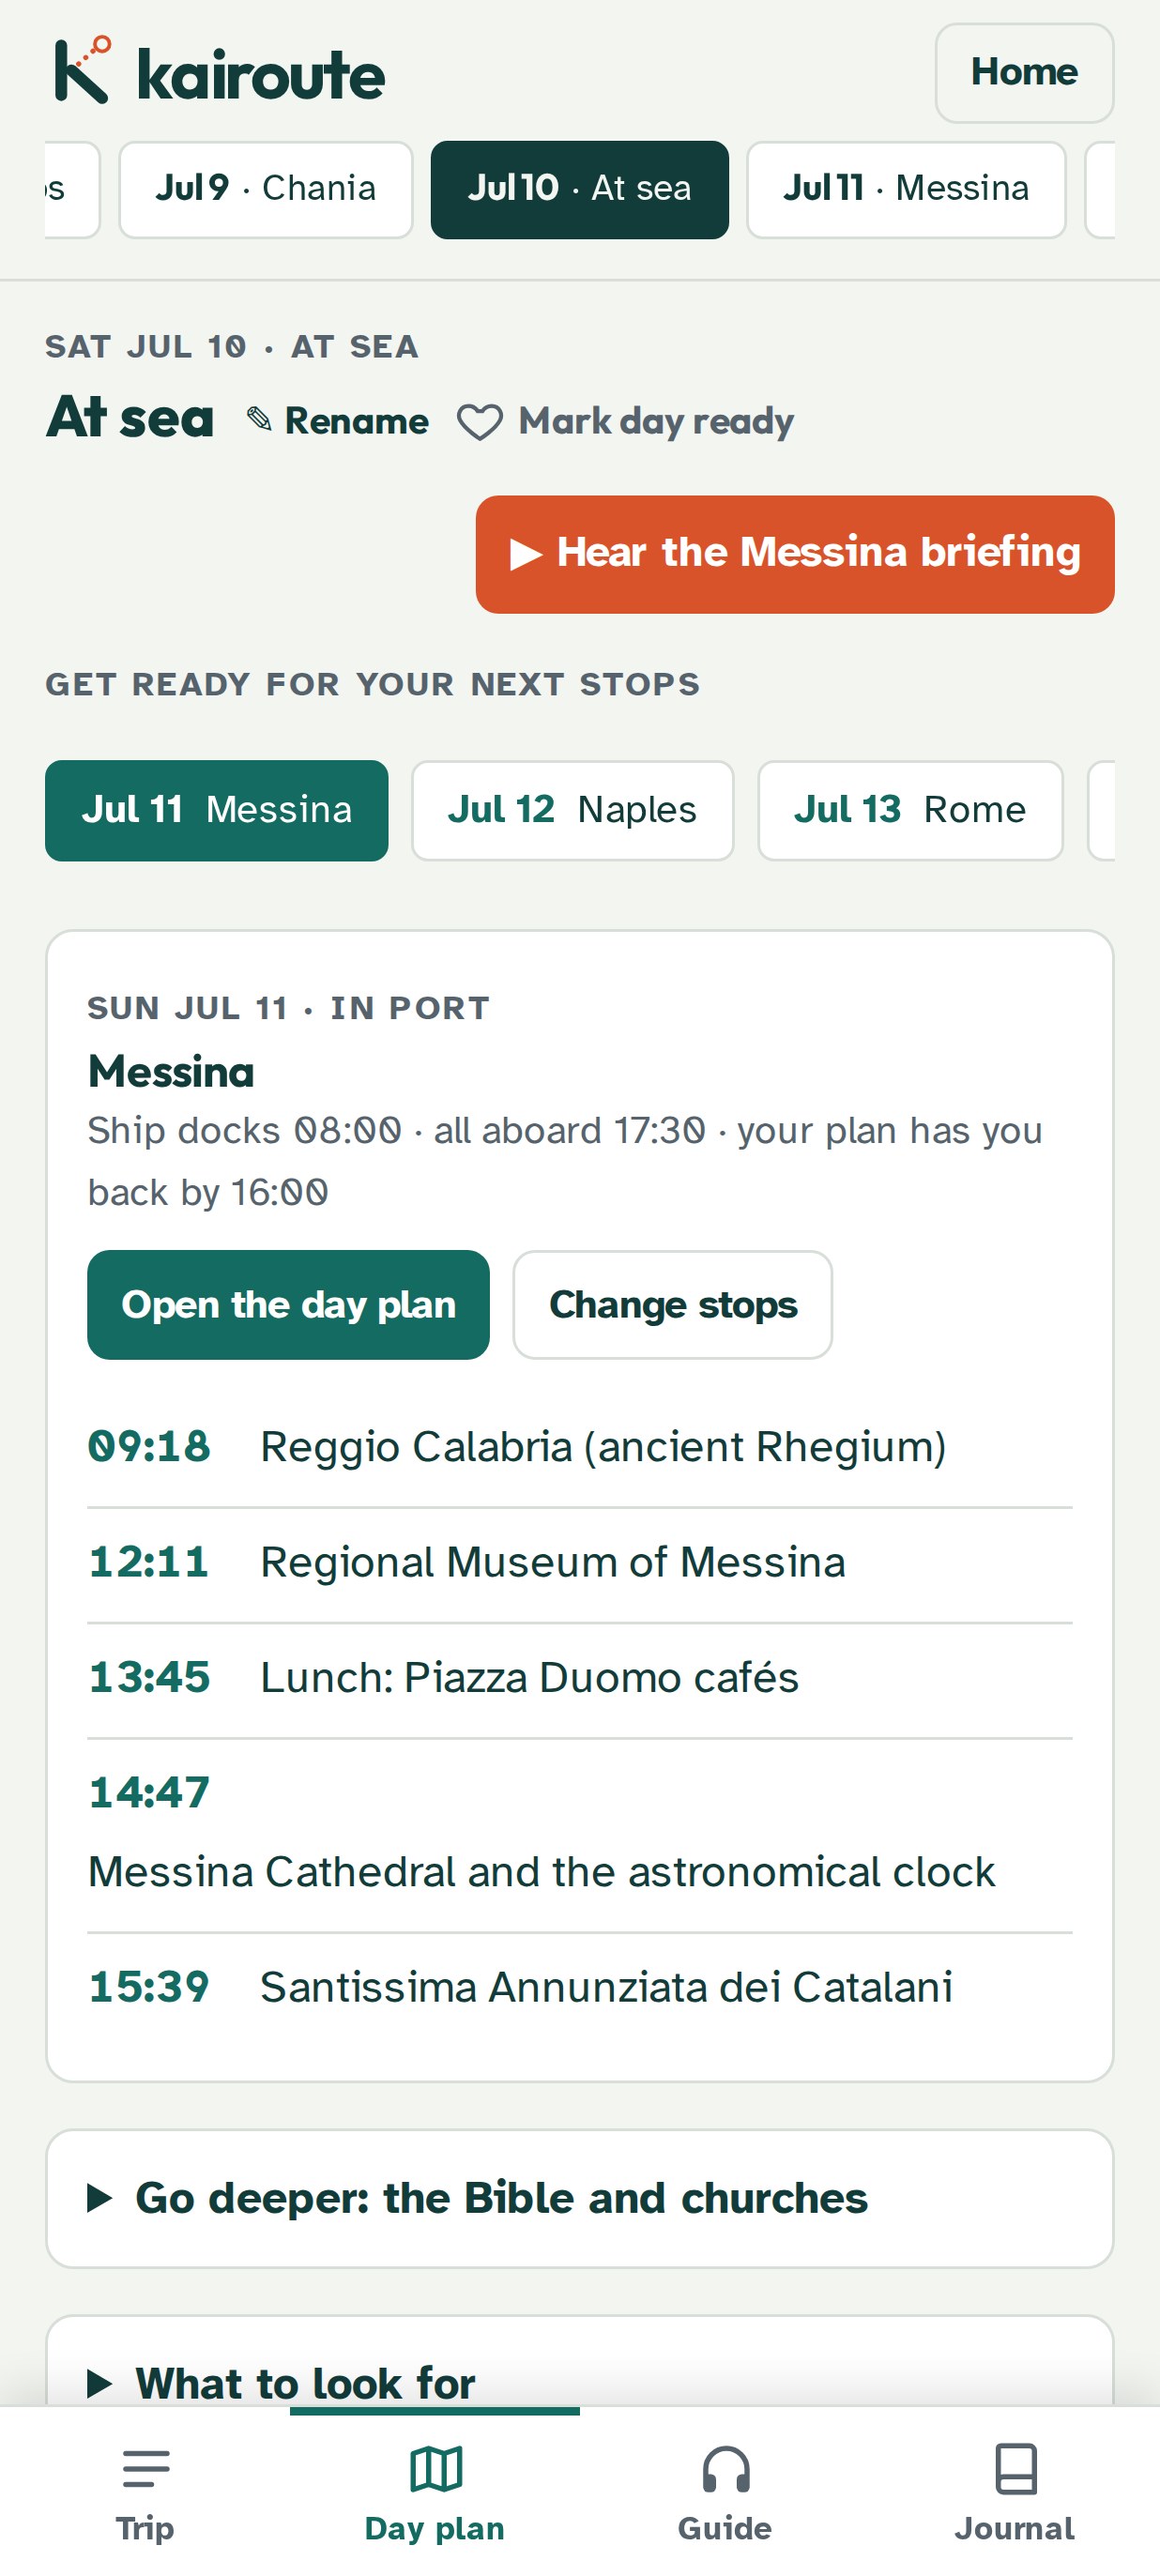 kairoute
Home
Jul 9 · Chania
Jul 10 · At sea
Jul 11 · Messina
SAT JUL 10 · AT SEA
At sea ✎ Rename Mark day ready
▶ Hear the Messina briefing
GET READY FOR YOUR NEXT STOPS
Jul 11 Messina
Jul 12 Naples
Jul 13 Rome
SUN JUL 11 · IN PORT
Messina
Ship docks 08:00 · all aboard 17:30 · your plan has you
back by 16:00
Open the day plan
Change stops
09:18 Reggio Calabria (ancient Rhegium)
12:11 Regional Museum of Messina
13:45 Lunch: Piazza Duomo cafés
14:47
Messina Cathedral and the astronomical clock
15:39 Santissima Annunziata dei Catalani
▶ Go deeper: the Bible and churches
▶ What to look for
Trip
Day plan
Guide
Journal